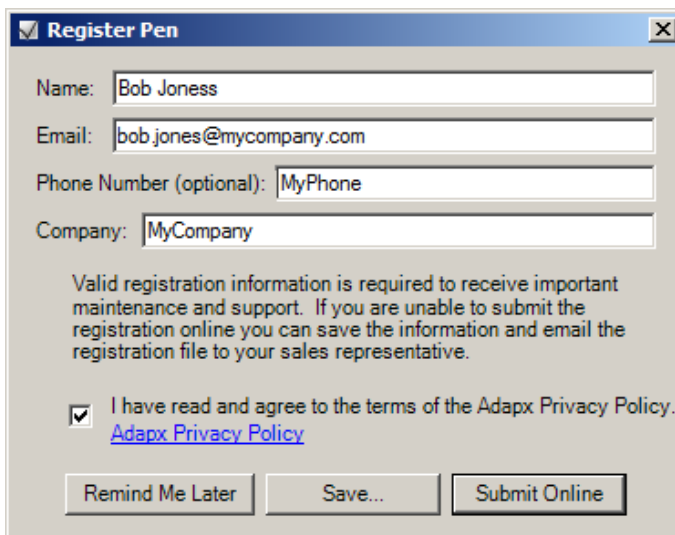 Register Pen
Name: Bob Joness
Email: bob.jones@mycompany.com
Phone Number (optional): MyPhone
Company: MyCompany
Valid registration information is required to receive important
maintenance and support. If you are unable to submit the
registration online you can save the information and email the
registration file to your sales representative.
I have read and agree to the terms of the Adapx Privacy Policy.
Adapx Privacy Policy
Remind Me Later Save... Submit Online